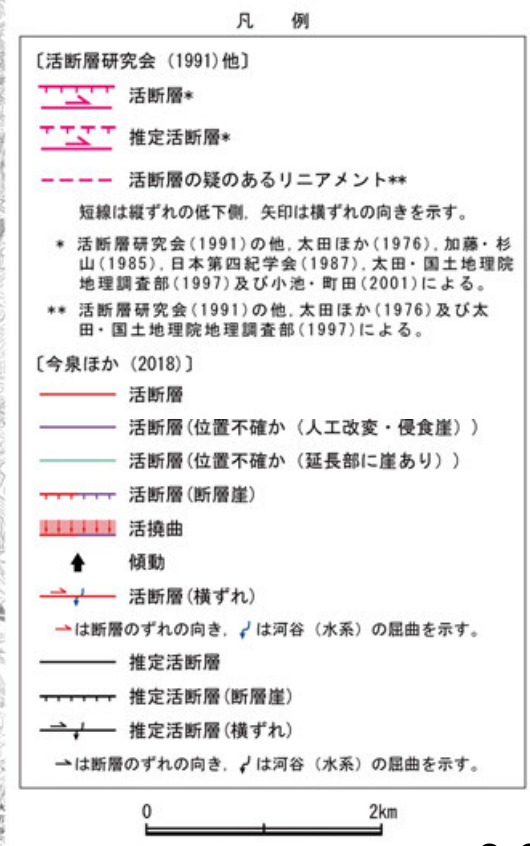 凡 例
〔活断層研究会 (1991)他〕
活断層*
推定活断層*
活断層の疑のあるリニアメント**
短線は縦ずれの低下側，矢印は横ずれの向きを示す。
* 活断層研究会(1991)の他，太田ほか(1976)，加藤・杉
山(1985)，日本第四紀学会(1987)，太田・国土地理院
地理調査部(1997)及び小池・町田(2001)による。
** 活断層研究会(1991)の他，太田ほか(1976)及び太
田・国土地理院地理調査部(1997)による。
〔今泉ほか (2018)〕
活断層
活断層(位置不確か（人工改変・侵食崖）)
活断層(位置不確か（延長部に崖あり）)
活断層(断層崖)
活撓曲
傾動
活断層(横ずれ)
は断層のずれの向き，は河谷（水系）の屈曲を示す。
推定活断層
推定活断層(断層崖)
推定活断層(横ずれ)
は断層のずれの向き，は河谷（水系）の屈曲を示す。
0 2km